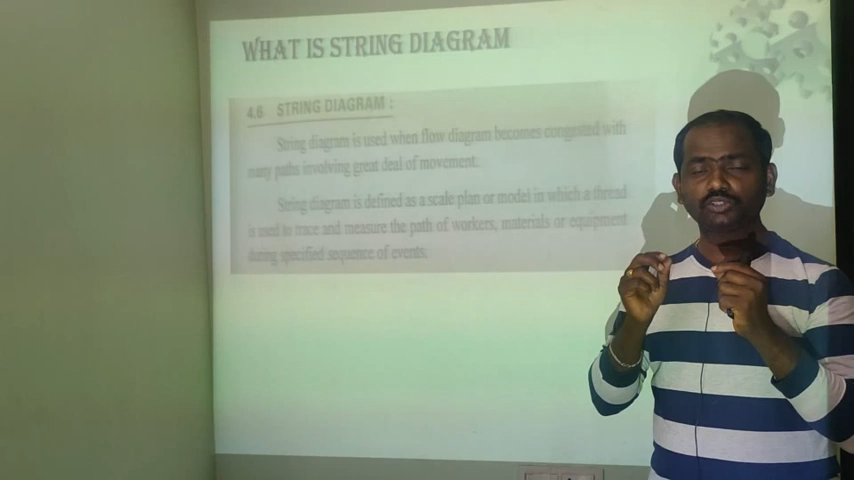 WHAT IS STRING DIAGRAM
4.6 STRING DIAGRAM :
String diagram is used when flow diagram becomes congested with
many paths involving great deal of movement.
String diagram is defined as a scale plan or model in which a thread
is used to trace and measure the path of workers, materials or equipment
during specified sequence of events.